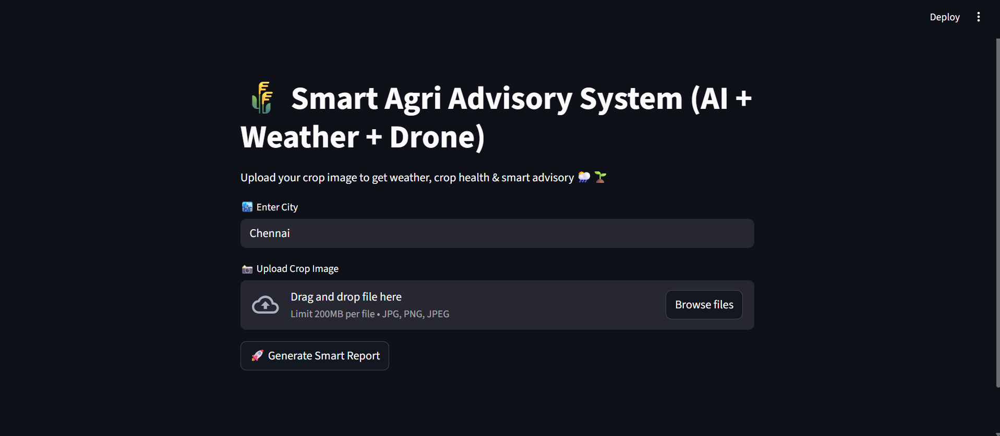 Deploy
Smart Agri Advisory System (AI +
Weather + Drone)
Upload your crop image to get weather, crop health & smart advisory
Enter City
Chennai
Upload Crop Image
Drag and drop file here
Limit 200MB per file • JPG, PNG, JPEG
Browse files
Generate Smart Report